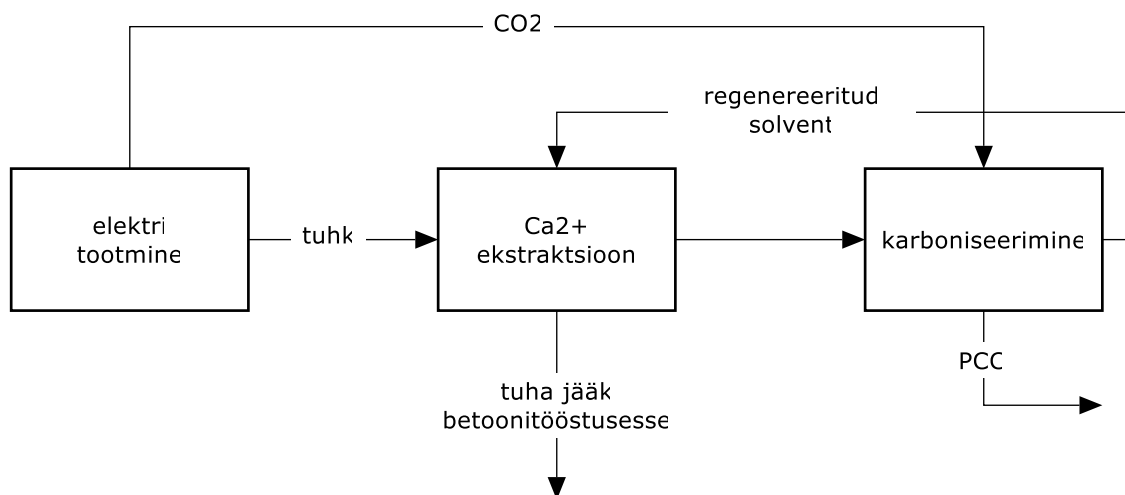 CO2
regenereeritud
solvent
elektri
tootmine
tuhk
Ca2+
ekstraktsioon
karboniseerimine
PCC
tuha jääk
betoonitööstusesse